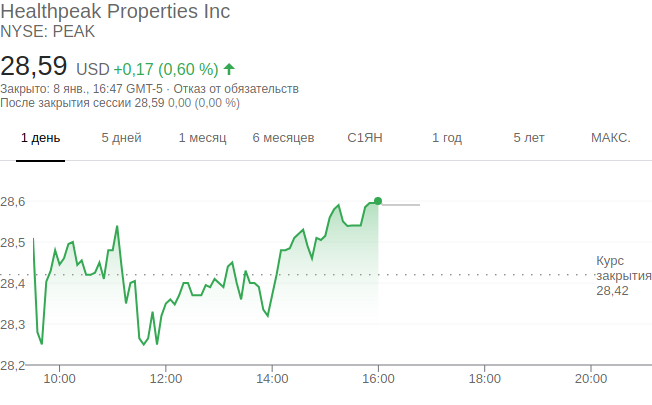 Healthpeak Properties Inc
NYSE: PEAK
28,59 USD +0,17 (0,60 %)
Закрыто: 8 янв., 16:47 GMT-5 · Отказ от обязательств
После закрытия сессии 28,59 0,00 (0,00 %)
1 день 5 дней 1 месяц 6 месяцев С1ЯН 1 год 5 лет МАКС.
28,6
28,5
Курс
закрытия
28,42
28,4
28,3
28,2
10:00 12:00 14:00 16:00 18:00 20:00